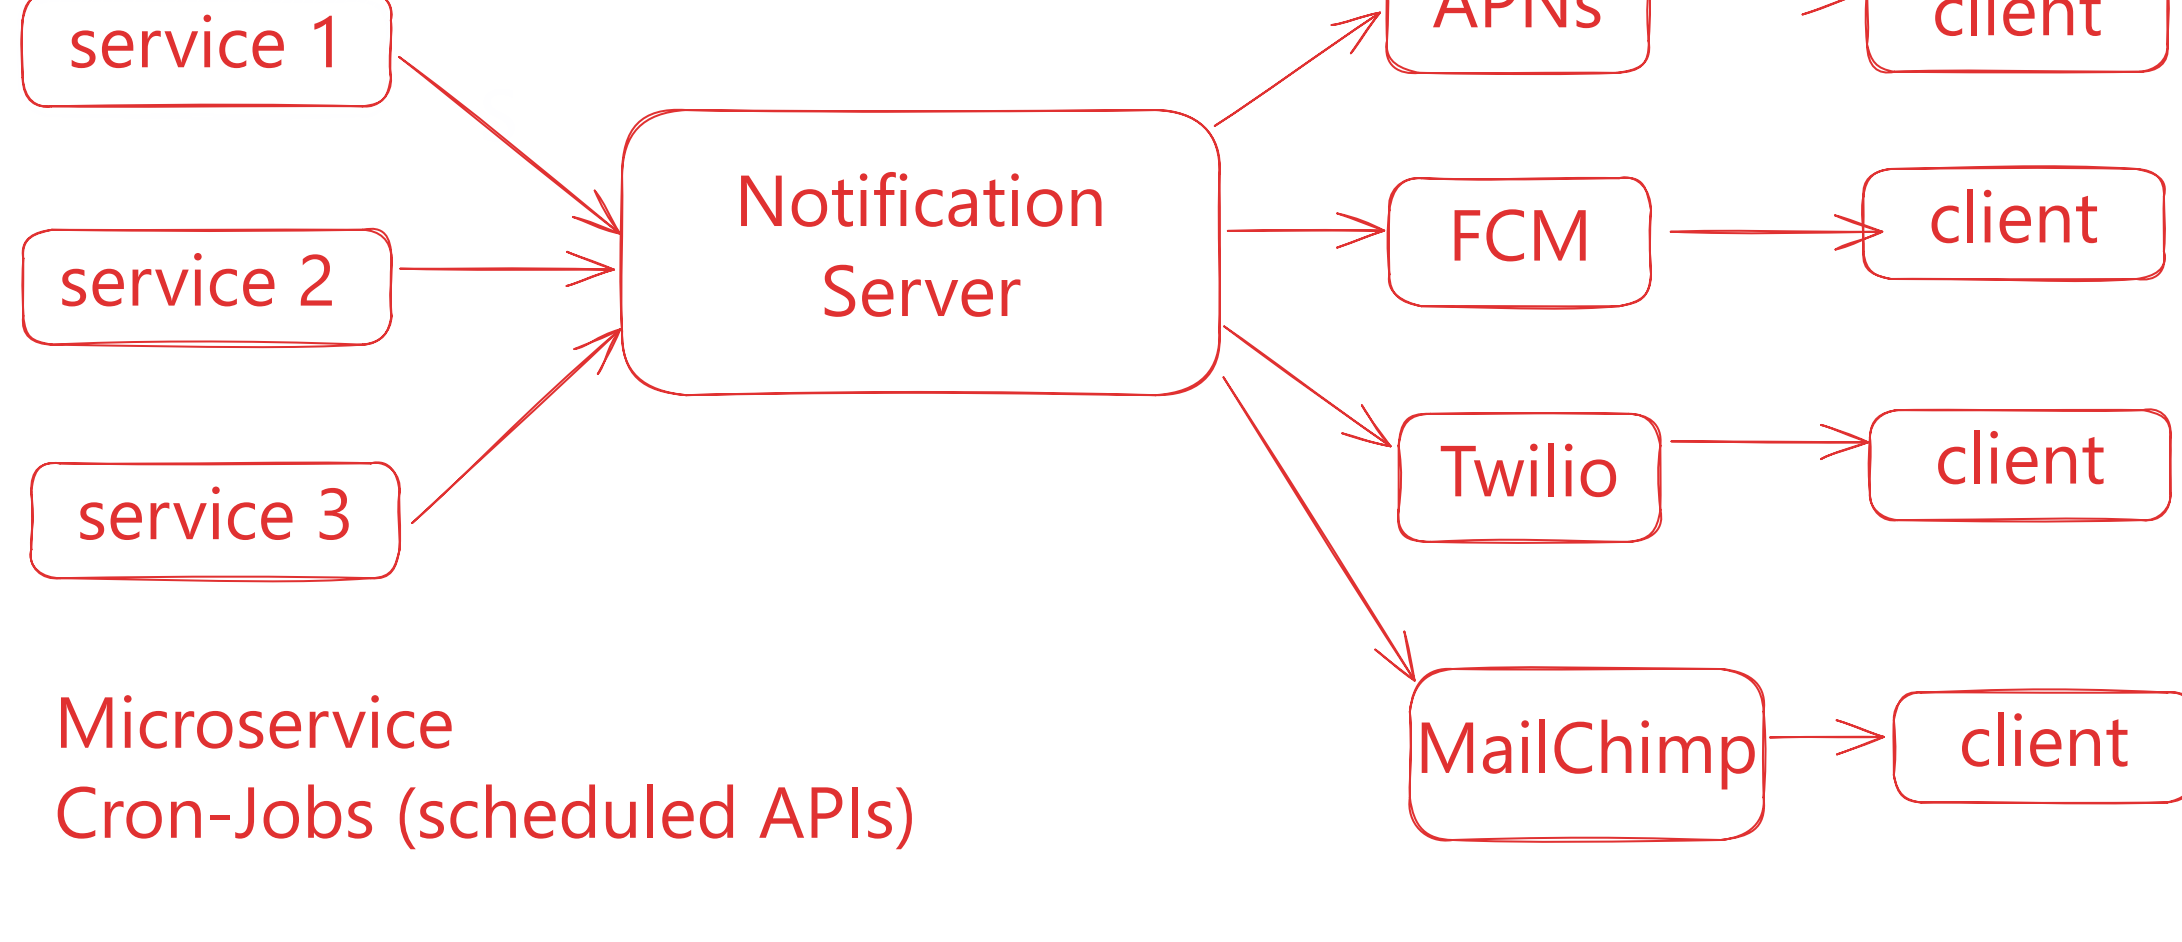 service 1
APNs
client
Notification
Server
service 2
FCM
client
service 3
Twilio
client
Microservice
Cron-Jobs (scheduled APIs)
MailChimp
client